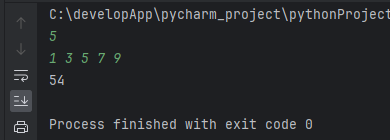 C:\developApp\pycharm_project\pythonProject
5
1 3 5 7 9
54
Process finished with exit code 0